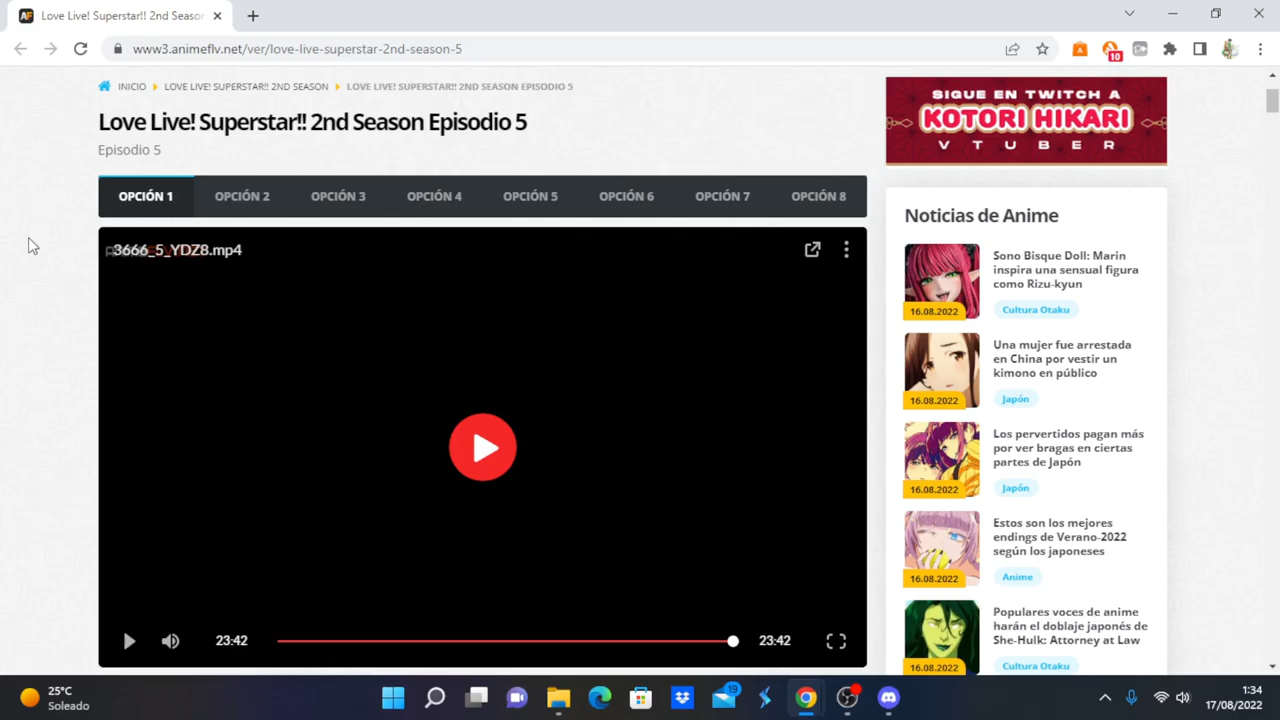 Love Live! Superstar!! 2nd Seasor
www3.animeflv.net/ver/love-live-superstar-2nd-season-5
10
INICIO LOVE LIVE! SUPERSTAR!! 2ND SEASON LOVE LIVE! SUPERSTAR!! 2ND SEASON EPISODIO 5
Love Live! Superstar!! 2nd Season Episodio 5
Episodio 5
OPCIÓN 1 OPCIÓN 2 OPCIÓN 3 OPCIÓN 4 OPCIÓN 5 OPCIÓN 6 OPCIÓN 7 OPCIÓN 8
3666_5_YDZ8.mp4
23:42 23:42
SIGUE EN TWITCH A
KOTORI HIKARI
VTUBER
Noticias de Anime
Sono Bisque Doll: Marin
inspira una sensual figura
como Rizu-kyun
16.08.2022
Cultura Otaku
Una mujer fue arrestada
en China por vestir un
kimono en público
16.08.2022
Japón
Los pervertidos pagan más
por ver bragas en ciertas
partes de Japón
16.08.2022
Japón
Estos son los mejores
endings de Verano-2022
según los japoneses
16.08.2022
Anime
Populares voces de anime
harán el doblaje japonés de
She-Hulk: Attorney at Law
16.08.2022
Cultura Otaku
25°C
Soleado
19
1:34
17/08/2022